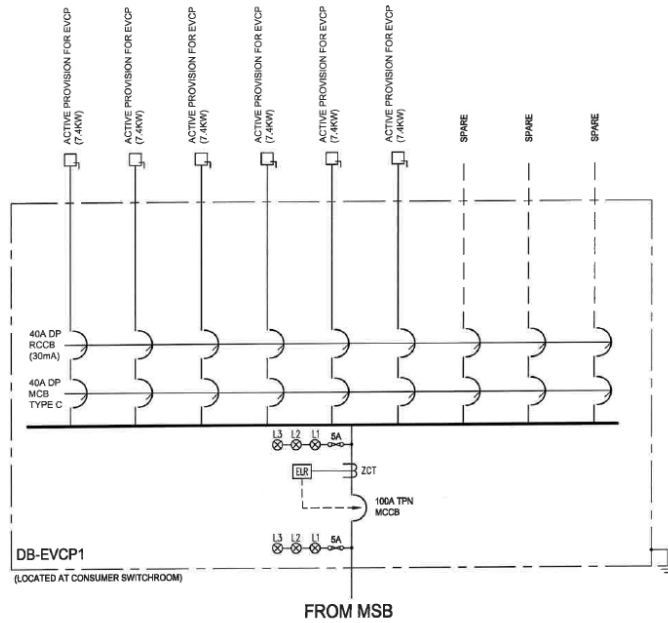 ACTIVE PROVISION FOR EVCP
(7.4KW)
ACTIVE PROVISION FOR EVCP
(7.4KW)
ACTIVE PROVISION FOR EVCP
(7.4KW)
ACTIVE PROVISION FOR EVCP
(7.4KW)
ACTIVE PROVISION FOR EVCP
(7.4KW)
ACTIVE PROVISION FOR EVCP
(7.4KW)
SPARE
SPARE
SPARE
40A DP
RCCB
(30mA)
40A DP
MCB
TYPE C
L3 L2 L1 5A
ELR
ZCT
100A TPN
MCCB
L3 L2 L1 5A
DB-EVCP1
(LOCATED AT CONSUMER SWITCHROOM)
FROM MSB